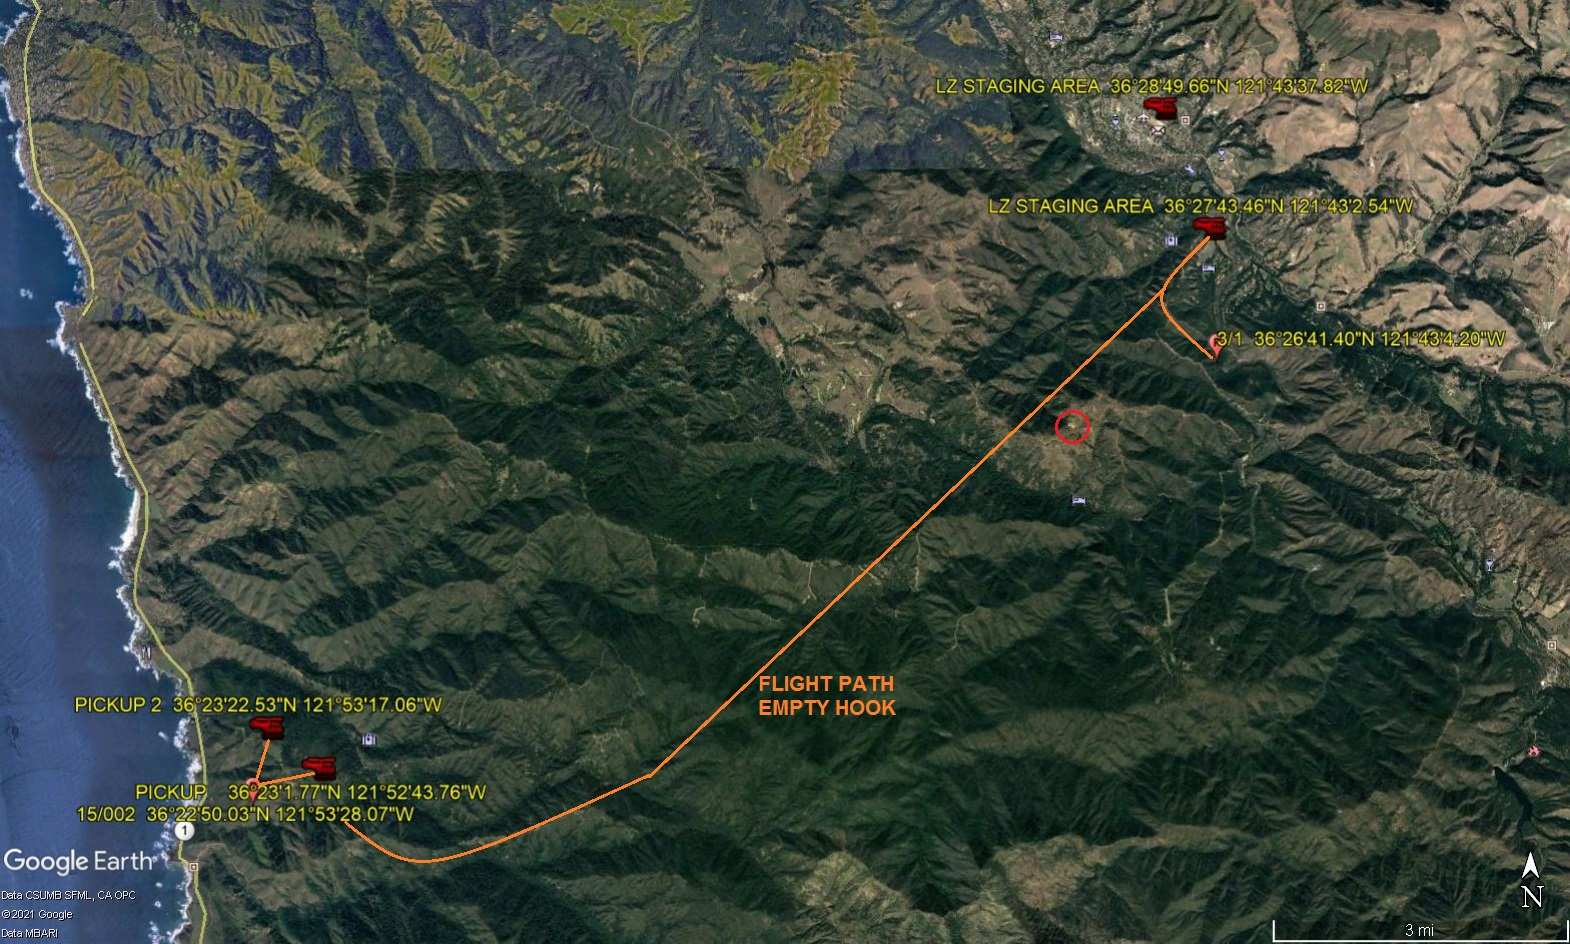 LZ STAGING AREA 36°28'49.66"N 121°43'37.82"W
LZ STAGING AREA 36°27'43.46"N 121°43'2.54"W
3/1 36°26'41.40"N 121°43'4.20"W
FLIGHT PATH
EMPTY HOOK
PICKUP 2 36°23'22.53"N 121°53'17.06"W
PICKUP 36°23'1.77"N 121°52'43.76"W
15/002 36°22'50.03"N 121°53'28.07"W
1
Google Earth
Data CSUMB SFML, CA OPC
©2021 Google
Data MBARI
N
3 mi